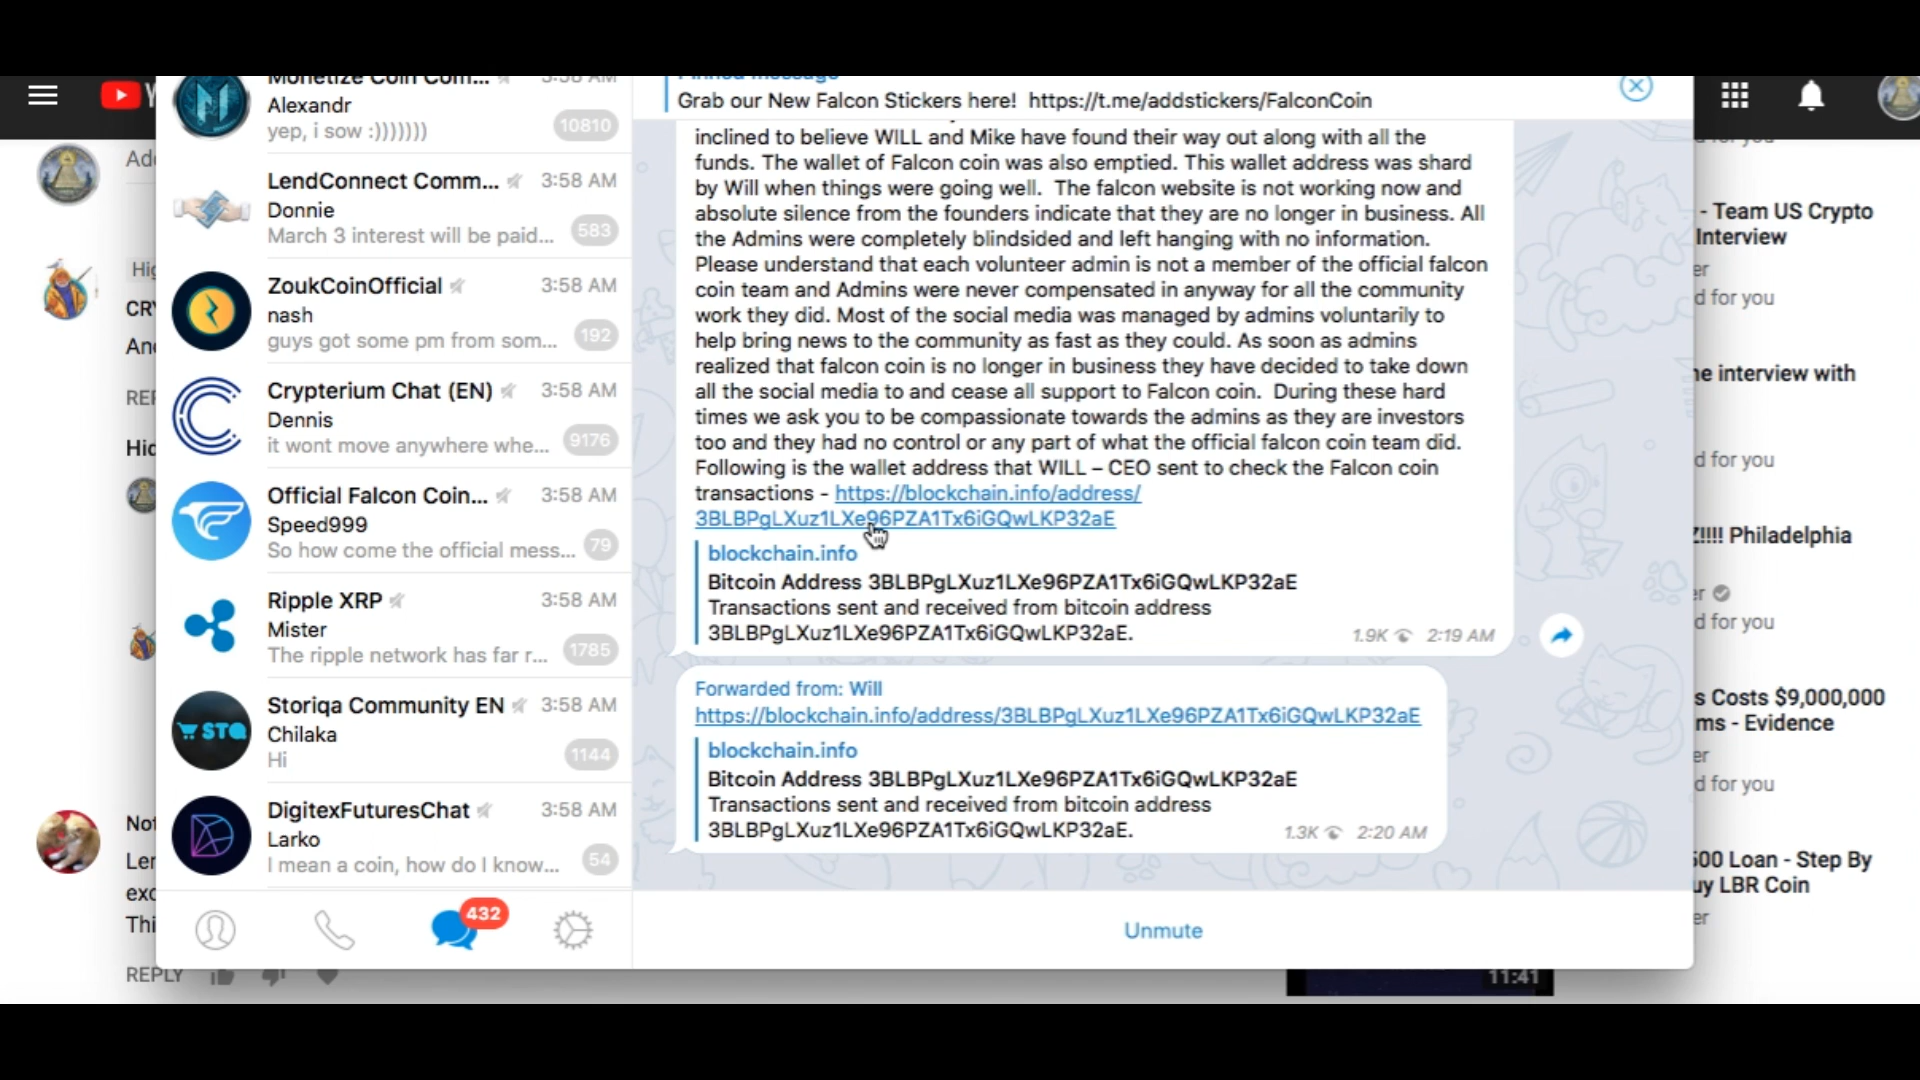 Monetize Coin Com... 3:58 AM
Alexandr
yep, i sow :)))))))
10810
LendConnect Comm... 3:58 AM
Donnie
March 3 interest will be paid...
583
ZoukCoinOfficial 3:58 AM
nash
guys got some pm from som...
192
Crypterium Chat (EN) 3:58 AM
Dennis
it wont move anywhere whe...
9176
Official Falcon Coin... 3:58 AM
Speed999
So how come the official mess...
79
Ripple XRP 3:58 AM
Mister
The ripple network has far r...
1785
STQ
Storiqa Community EN 3:58 AM
Chilaka
Hi
1144
DigitexFuturesChat 3:58 AM
Larko
I mean a coin, how do I know...
54
432
Pinned message
Grab our New Falcon Stickers here! https://t.me/addstickers/FalconCoin
inclined to believe WILL and Mike have found their way out along with all the
funds. The wallet of Falcon coin was also emptied. This wallet address was shard
by Will when things were going well. The falcon website is not working now and
absolute silence from the founders indicate that they are no longer in business. All
the Admins were completely blindsided and left hanging with no information.
Please understand that each volunteer admin is not a member of the official falcon
coin team and Admins were never compensated in anyway for all the community
work they did. Most of the social media was managed by admins voluntarily to
help bring news to the community as fast as they could. As soon as admins
realized that falcon coin is no longer in business they have decided to take down
all the social media to and cease all support to Falcon coin. During these hard
times we ask you to be compassionate towards the admins as they are investors
too and they had no control or any part of what the official falcon coin team did.
Following is the wallet address that WILL – CEO sent to check the Falcon coin
transactions - https://blockchain.info/address/
3BLBPgLXuz1LXe96PZA1Tx6iGQwLKP32aE
blockchain.info
Bitcoin Address 3BLBPgLXuz1LXe96PZA1Tx6iGQwLKP32aE
Transactions sent and received from bitcoin address
3BLBPgLXuz1LXe96PZA1Tx6iGQwLKP32aE.
1.9K 2:19 AM
Forwarded from: Will
https://blockchain.info/address/3BLBPgLXuz1LXe96PZA1Tx6iGQwLKP32aE
blockchain.info
Bitcoin Address 3BLBPgLXuz1LXe96PZA1Tx6iGQwLKP32aE
Transactions sent and received from bitcoin address
3BLBPgLXuz1LXe96PZA1Tx6iGQwLKP32aE.
1.3K 2:20 AM
Unmute
REPLY
11:41
- Team US Crypto
Interview
d for you
ne interview with
d for you
Z!!!! Philadelphia
er
d for you
s Costs $9,000,000
ms - Evidence
er
d for you
500 Loan - Step By
uy LBR Coin
er